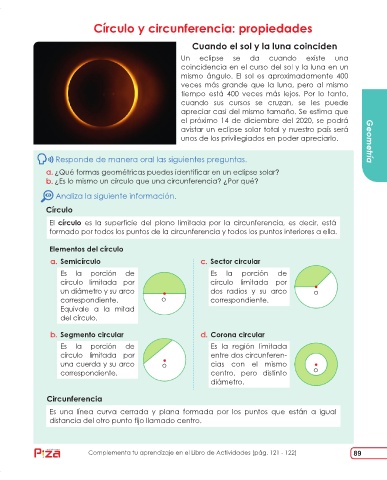 Círculo y circunferencia: propiedades
Cuando el sol y la luna coinciden
Un eclipse se da cuando existe una
coincidencia en el curso del sol y la luna en un
mismo ángulo. El sol es aproximadamente 400
veces más grande que la luna, pero al mismo
tiempo está 400 veces más lejos. Por lo tanto,
cuando sus cursos se cruzan, se les puede
apreciar casi del mismo tamaño. Se estima que
el próximo 14 de diciembre del 2020, se podrá
avistar un eclipse solar total y nuestro país será
unos de los privilegiados en poder apreciarlo.
Geometría
Responde de manera oral las siguientes preguntas.
a. ¿Qué formas geométricas puedes identificar en un eclipse solar?
b. ¿Es lo mismo un círculo que una circunferencia? ¿Por qué?
Analiza la siguiente información.
Círculo
El círculo es la superficie del plano limitada por la circunferencia, es decir, está
formado por todos los puntos de la circunferencia y todos los puntos interiores a ella.
Elementos del círculo
a. Semicírculo
Es la porción de
círculo limitada por
un diámetro y su arco
correspondiente.
Equivale a la mitad
del círculo.
O
c. Sector circular
Es la porción de
círculo limitada por
dos radios y su arco
correspondiente.
O
b. Segmento circular
Es la porción de
círculo limitada por
una cuerda y su arco
correspondiente.
O
d. Corona circular
Es la región limitada
entre dos circunferen-
cias con el mismo
centro, pero distinto
diámetro.
O
Circunferencia
Es una línea curva cerrada y plana formada por los puntos que están a igual
distancia del otro punto fijo llamado centro.
Pizä
Complementa tu aprendizaje en el Libro de Actividades (pág. 121 - 122)
89